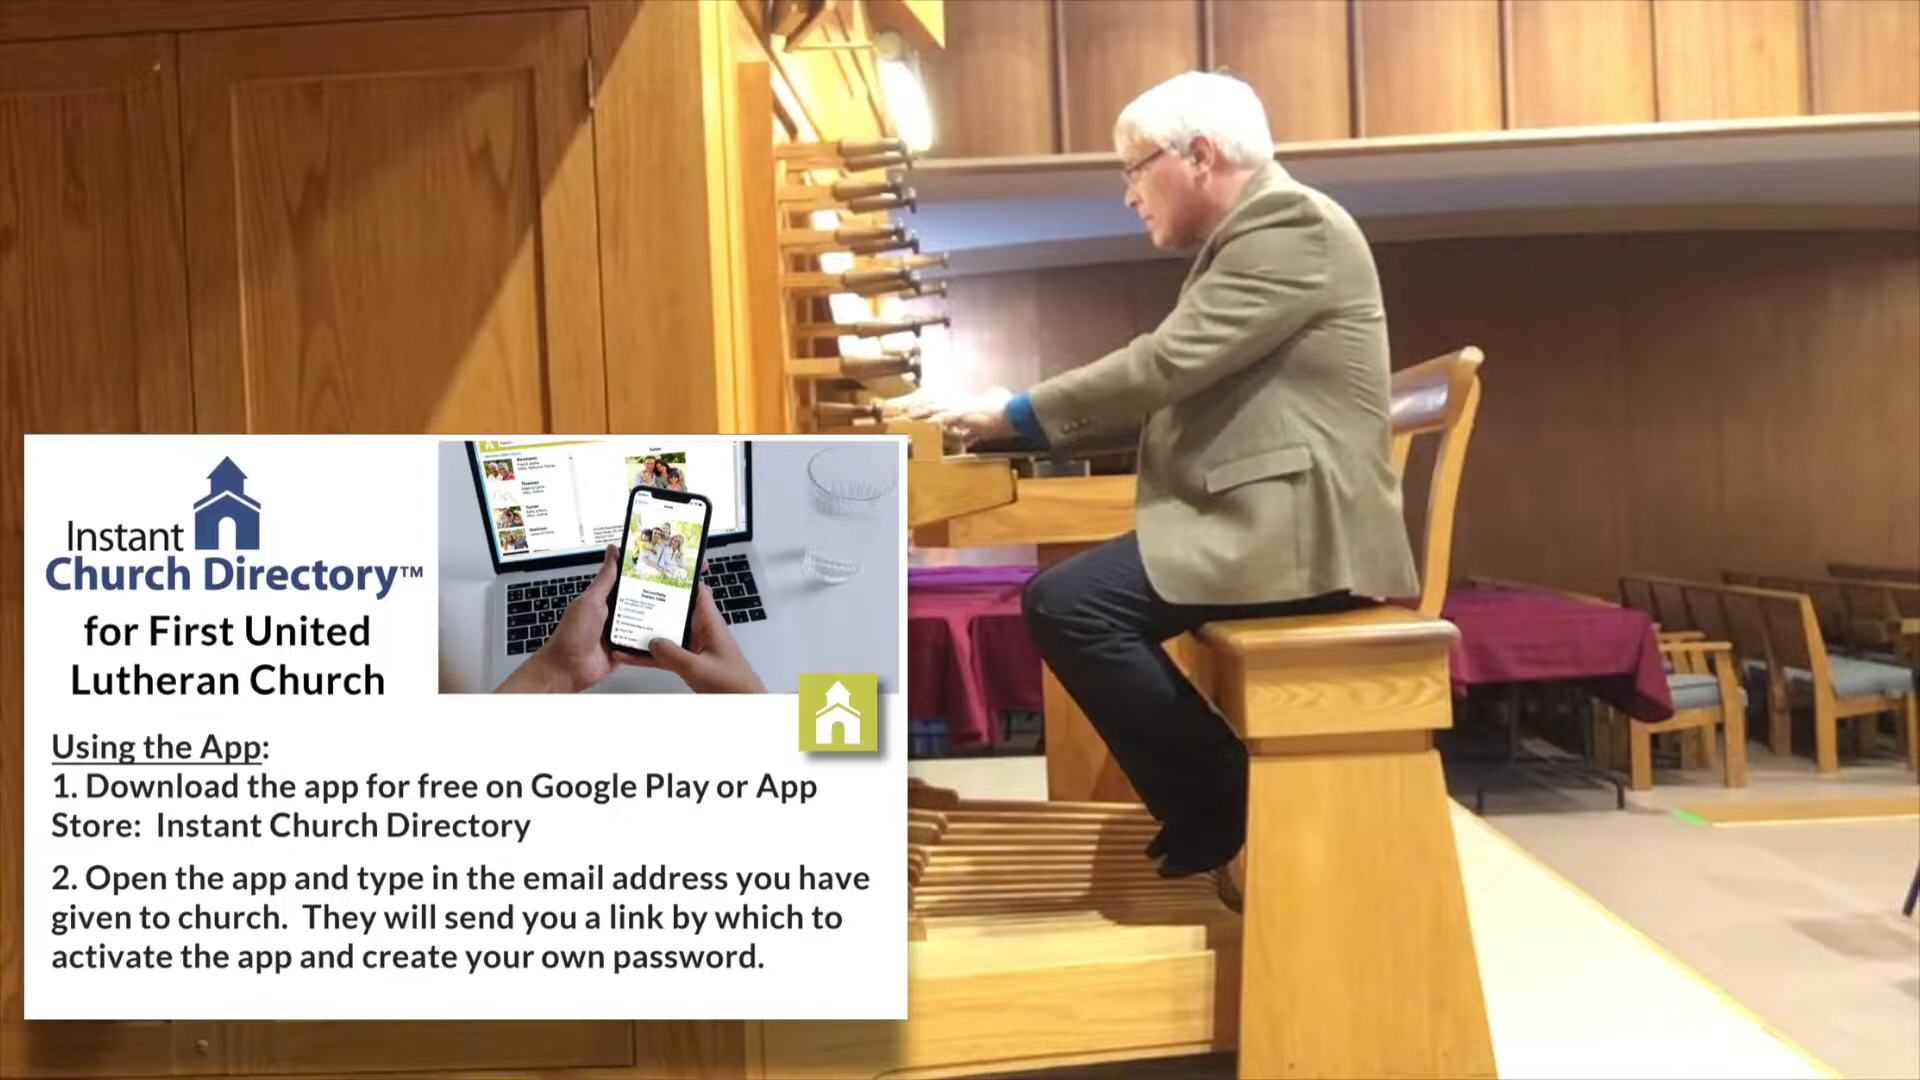 Instant
Church Directory™
for First United
Lutheran Church
Using the App:
1. Download the app for free on Google Play or App
Store: Instant Church Directory
2. Open the app and type in the email address you have
given to church. They will send you a link by which to
activate the app and create your own password.